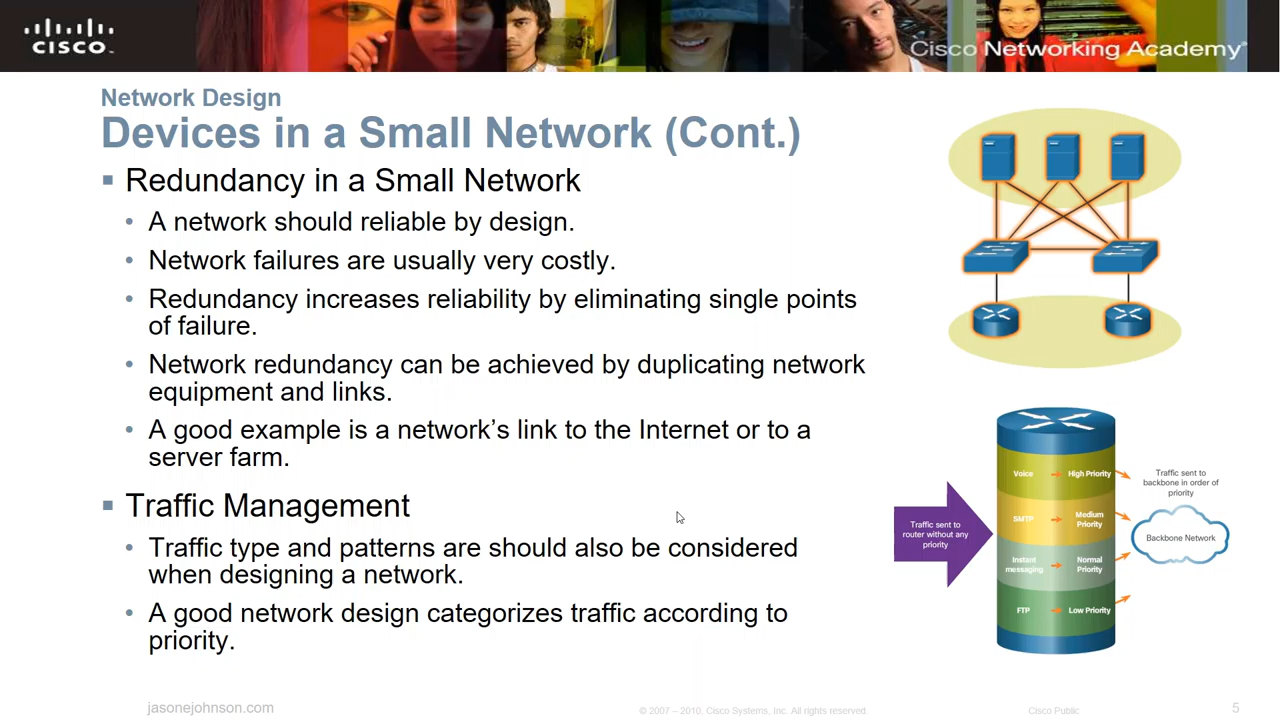 CISCO
Cisco Networking Academy
Network Design
Devices in a Small Network (Cont.)
Redundancy in a Small Network
A network should reliable by design.
Network failures are usually very costly.
Redundancy increases reliability by eliminating single points
of failure.
Network redundancy can be achieved by duplicating network
equipment and links.
A good example is a network's link to the Internet or to a
server farm.
Traffic Management
Traffic type and patterns are should also be considered
when designing a network.
A good network design categorizes traffic according to
priority.
Traffic sent to
router without any
priority
Voice High Priority
SMTP Medium
Priority
Instant
messaging Normal
Priority
FTP Low Priority
Traffic sent to
backbone in order of
priority
Backbone Network
jasonejohnson.com
© 2007 – 2010, Cisco Systems, Inc. All rights reserved.
Cisco Public
5